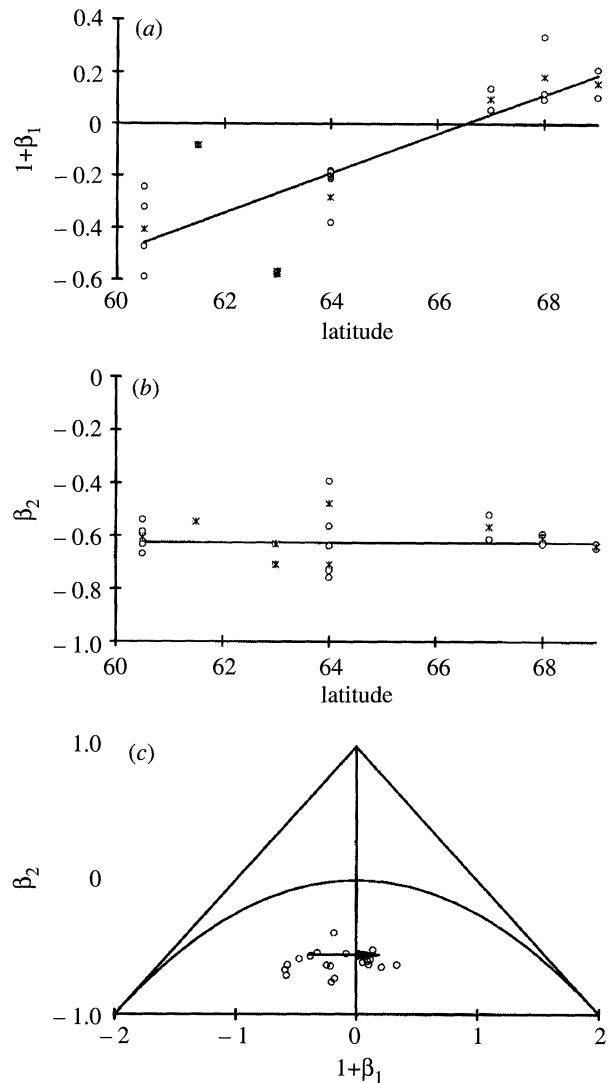 (a)
0.4
0.2
0
– 0.2
– 0.4
– 0.6
1+β₁
60 62 64 66 68
latitude
(b)
0
– 0.2
– 0.4
– 0.6
– 0.8
– 1.0
β₂
60 62 64 66 68
latitude
(c)
1.0
0
– 1.0
β₂
– 2 – 1 0 1 2
1+β₁